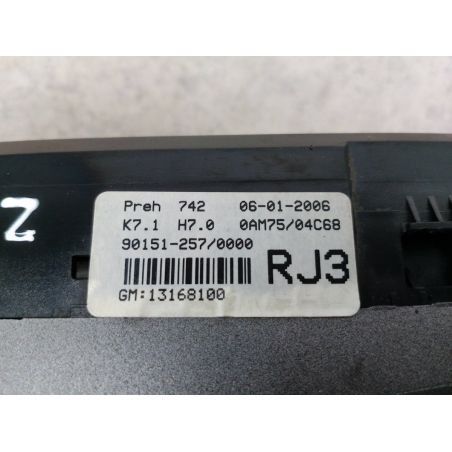 Z
Preh 742 06-01-2006
K7.1 H7.0 0AM75/04C68
90151-257/0000
RJ3
GM:13168100